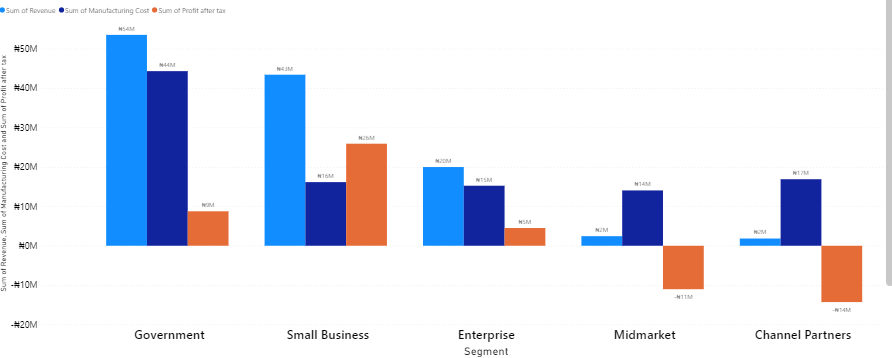 Sum of Revenue Sum of Manufacturing Cost Sum of Profit after tax
Sum of Revenue, Sum of Manufacturing Cost and Sum of Profit after tax
₦50M
₦40M
₦30M
₦20M
₦10M
₦0M
-₦10M
-₦20M
₦54M
₦44M
₦9M
₦43M
₦16M
₦26M
₦20M
₦15M
₦5M
₦2M
₦14M
-₦11M
₦2M
₦17M
-₦14M
Government Small Business Enterprise Midmarket Channel Partners
Segment